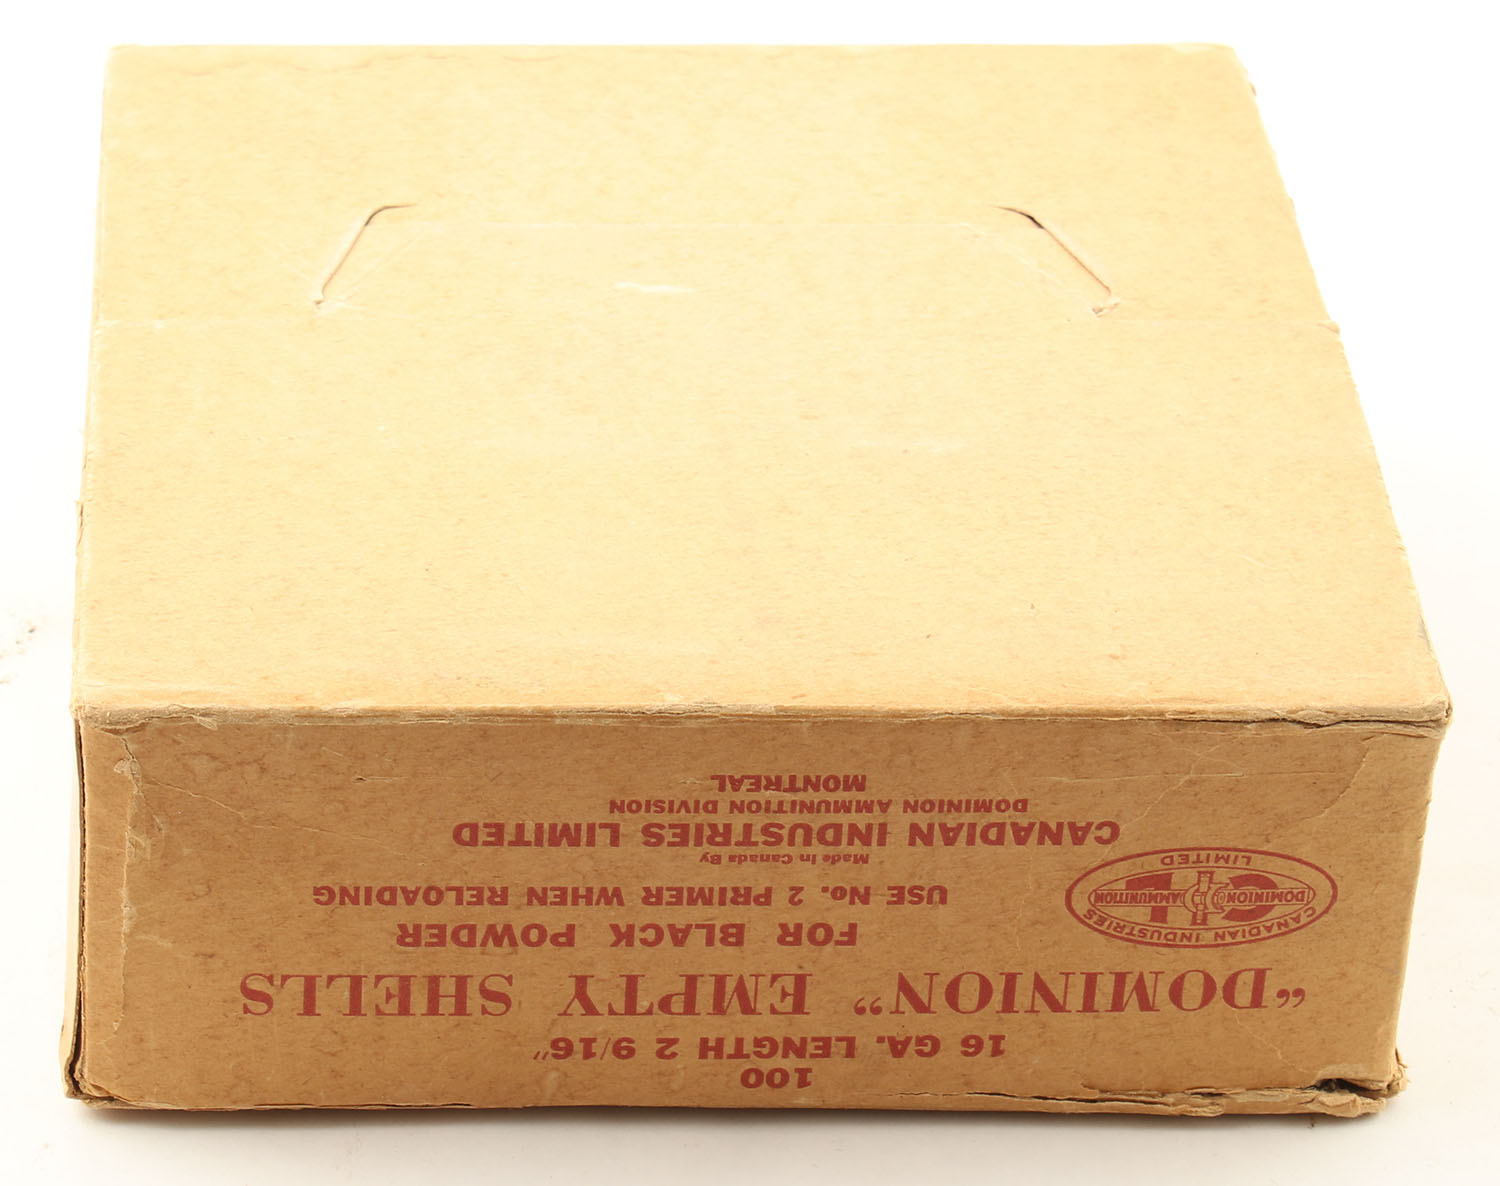 100
16 GA. LENGTH 2 9/16"
“DOMINION” EMPTY SHELLS
FOR BLACK POWDER
USE No. 2 PRIMER WHEN RELOADING
Made In Canada By
CANADIAN INDUSTRIES LIMITED
DOMINION AMMUNITION DIVISION
MONTREAL
CANADIAN INDUSTRIES
CIL
DOMINION AMMUNITION
LIMITED